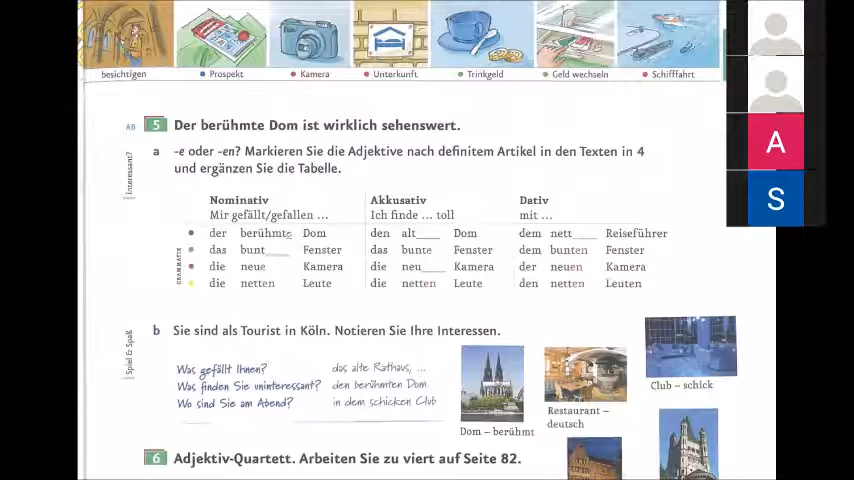 besichtigen
Prospekt
Kamera
Unterkunft
Trinkgeld
Geld wechseln
Schifffahrt
AB
5 Der berühmte Dom ist wirklich sehenswert.
Interessant?
a -e oder -en? Markieren Sie die Adjektive nach definitem Artikel in den Texten in 4
und ergänzen Sie die Tabelle.
GRAMMATIK
Nominativ Akkusativ Dativ
Mir gefällt/gefallen ... Ich finde ... toll mit ...
der berühmte Dom den alt____ Dom dem nett____ Reiseführer
das bunt____ Fenster das bunte Fenster dem bunten Fenster
die neue Kamera die neu____ Kamera der neuen Kamera
die netten Leute die netten Leute den netten Leuten
Spiel & Spaß
b Sie sind als Tourist in Köln. Notieren Sie Ihre Interessen.
Was gefällt Ihnen? das alte Rathaus, ...
Was finden Sie uninteressant? den berühmten Dom
Wo sind Sie am Abend? in dem schicken Club
Dom – berühmt
Restaurant –
deutsch
Club – schick
6 Adjektiv-Quartett. Arbeiten Sie zu viert auf Seite 82.
A
S